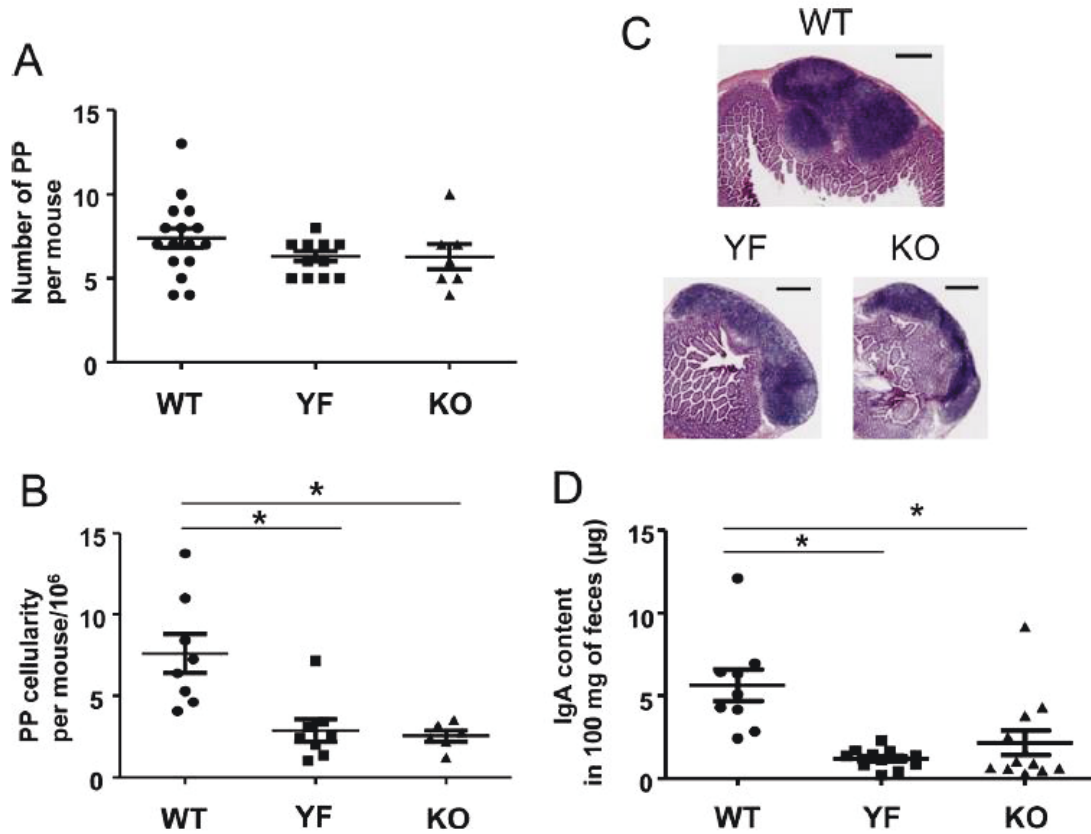 A
Number of PP
per mouse
15
10
5
0
WT YF KO
B
PP cellularity
per mouse/10⁶
15
10
5
0
*
*
WT YF KO
C
WT
YF KO
D
IgA content
in 100 mg of feces (µg)
15
10
5
0
*
*
WT YF KO